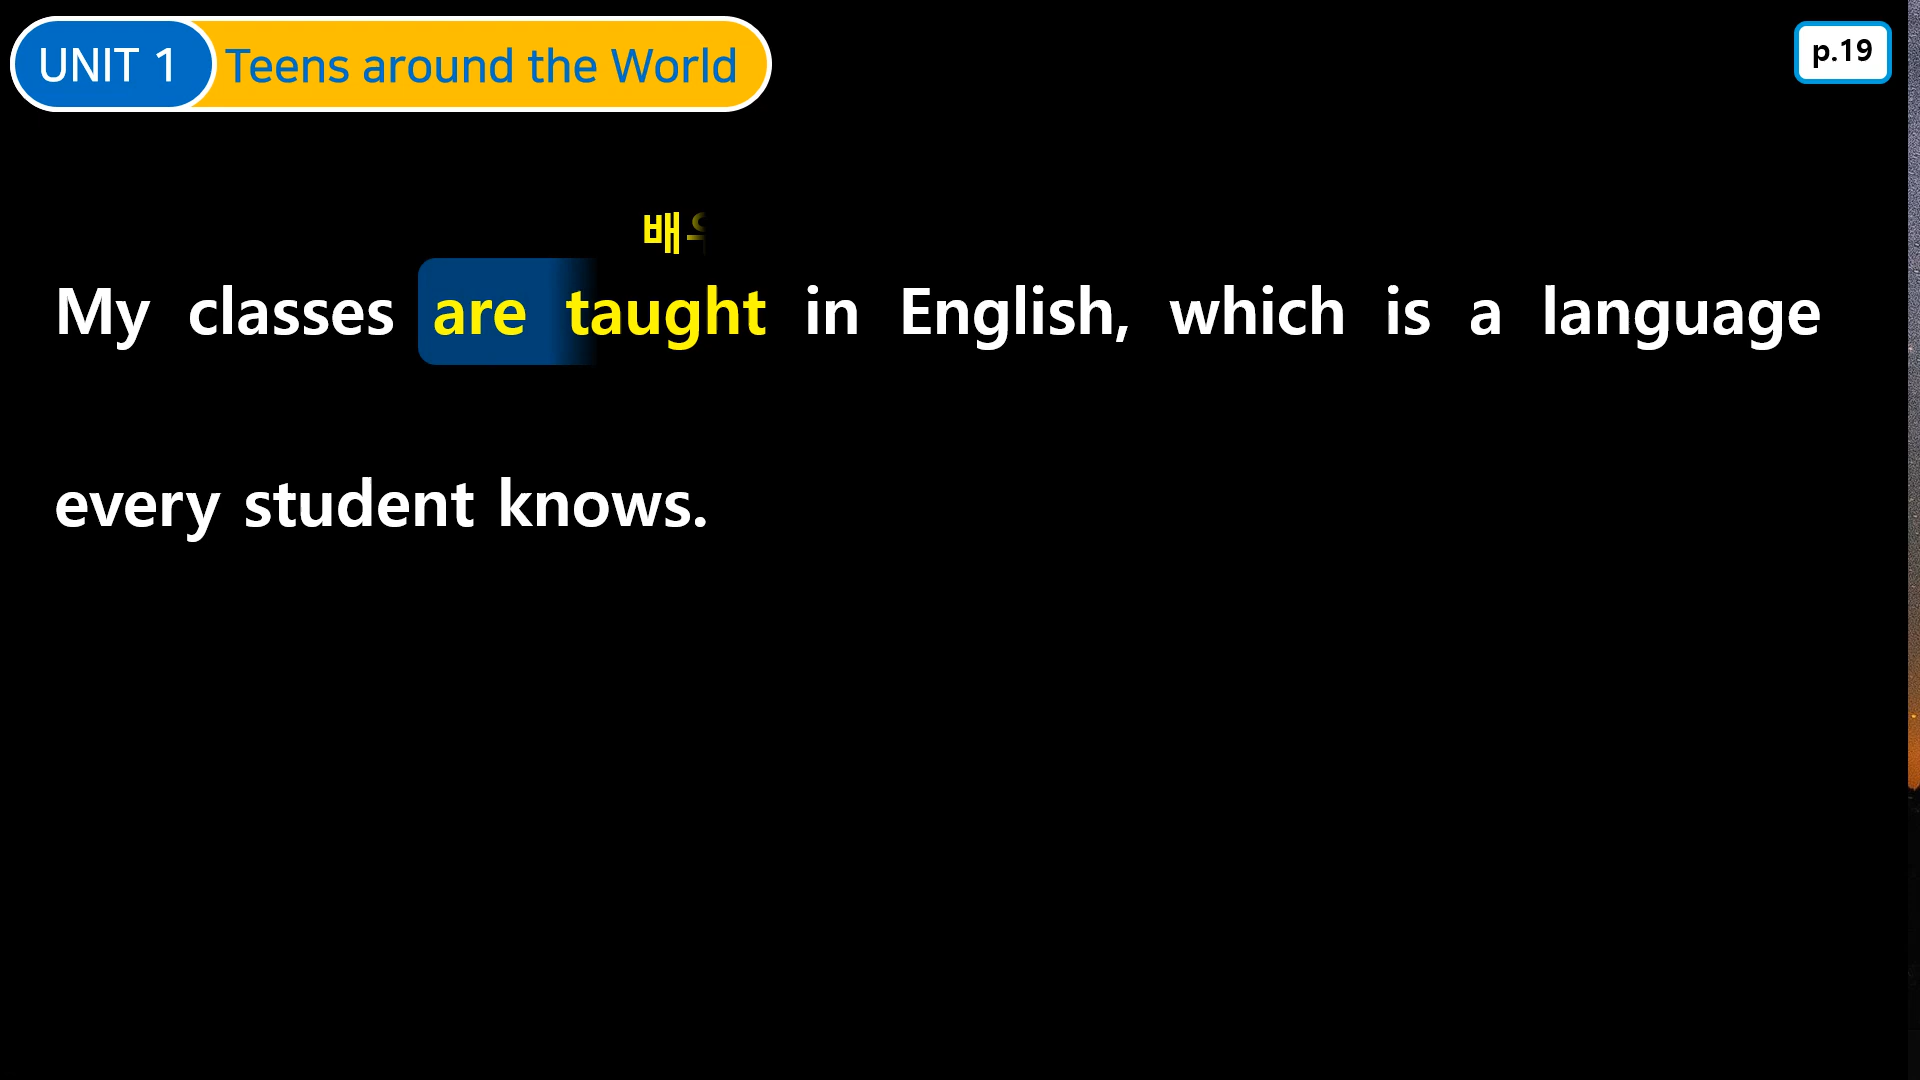 UNIT 1 Teens around the World
p.19
배
My classes are taught in English, which is a language
every student knows.